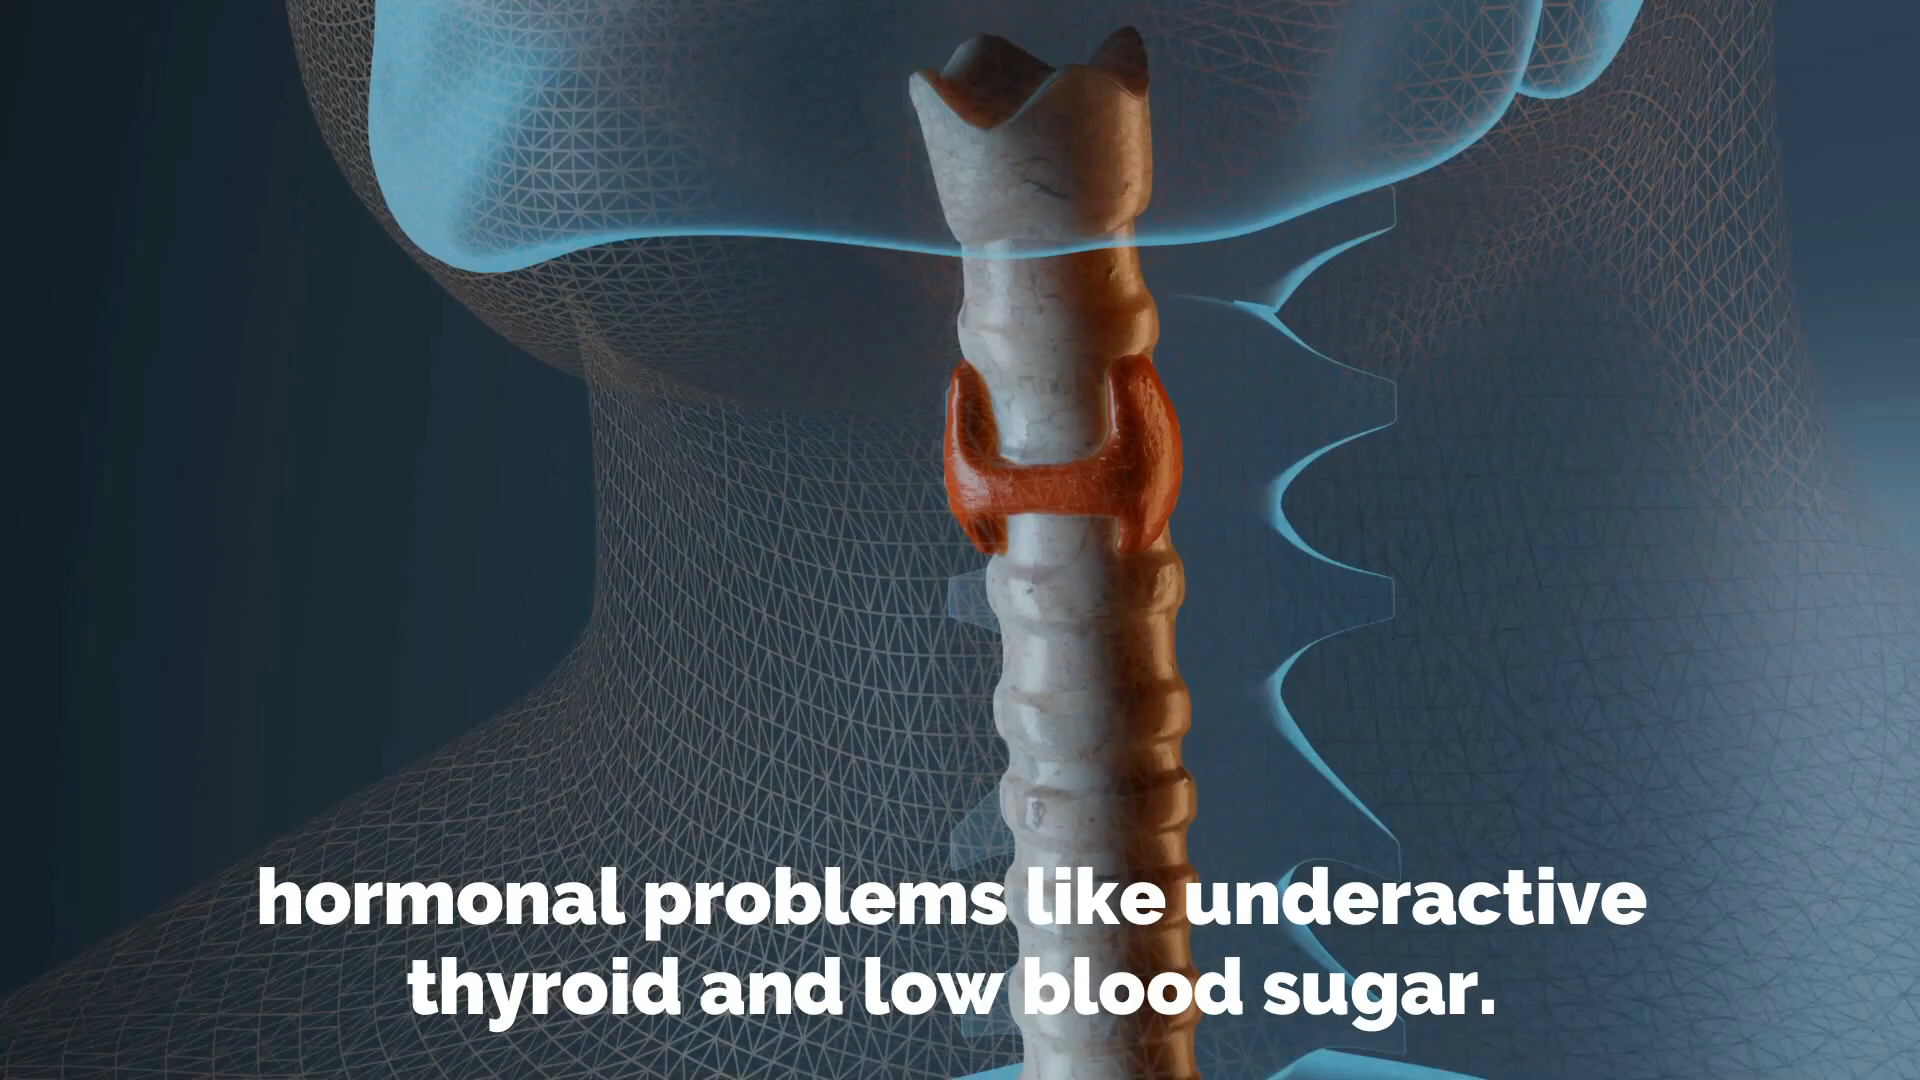 hormonal problems like underactive
thyroid and low blood sugar.